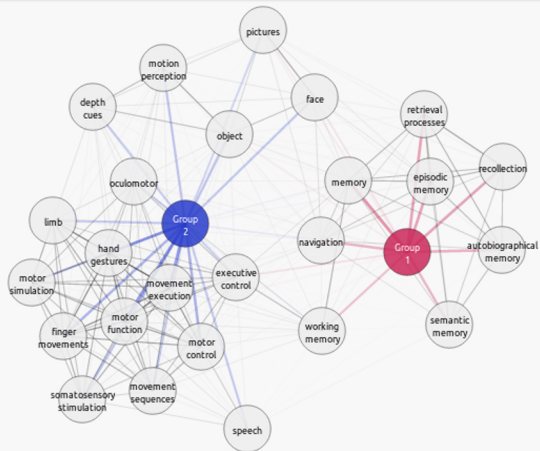 pictures
motion
perception
face
depth
cues
object
retrieval
processes
recollection
oculomotor
memory
episodic
memory
limb
Group
2
hand
gestures
navigation
Group
1
autobiographical
memory
motor
simulation
movement
execution
executive
control
finger
movements
motor
function
motor
control
working
memory
semantic
memory
somatosensory
stimulation
movement
sequences
speech